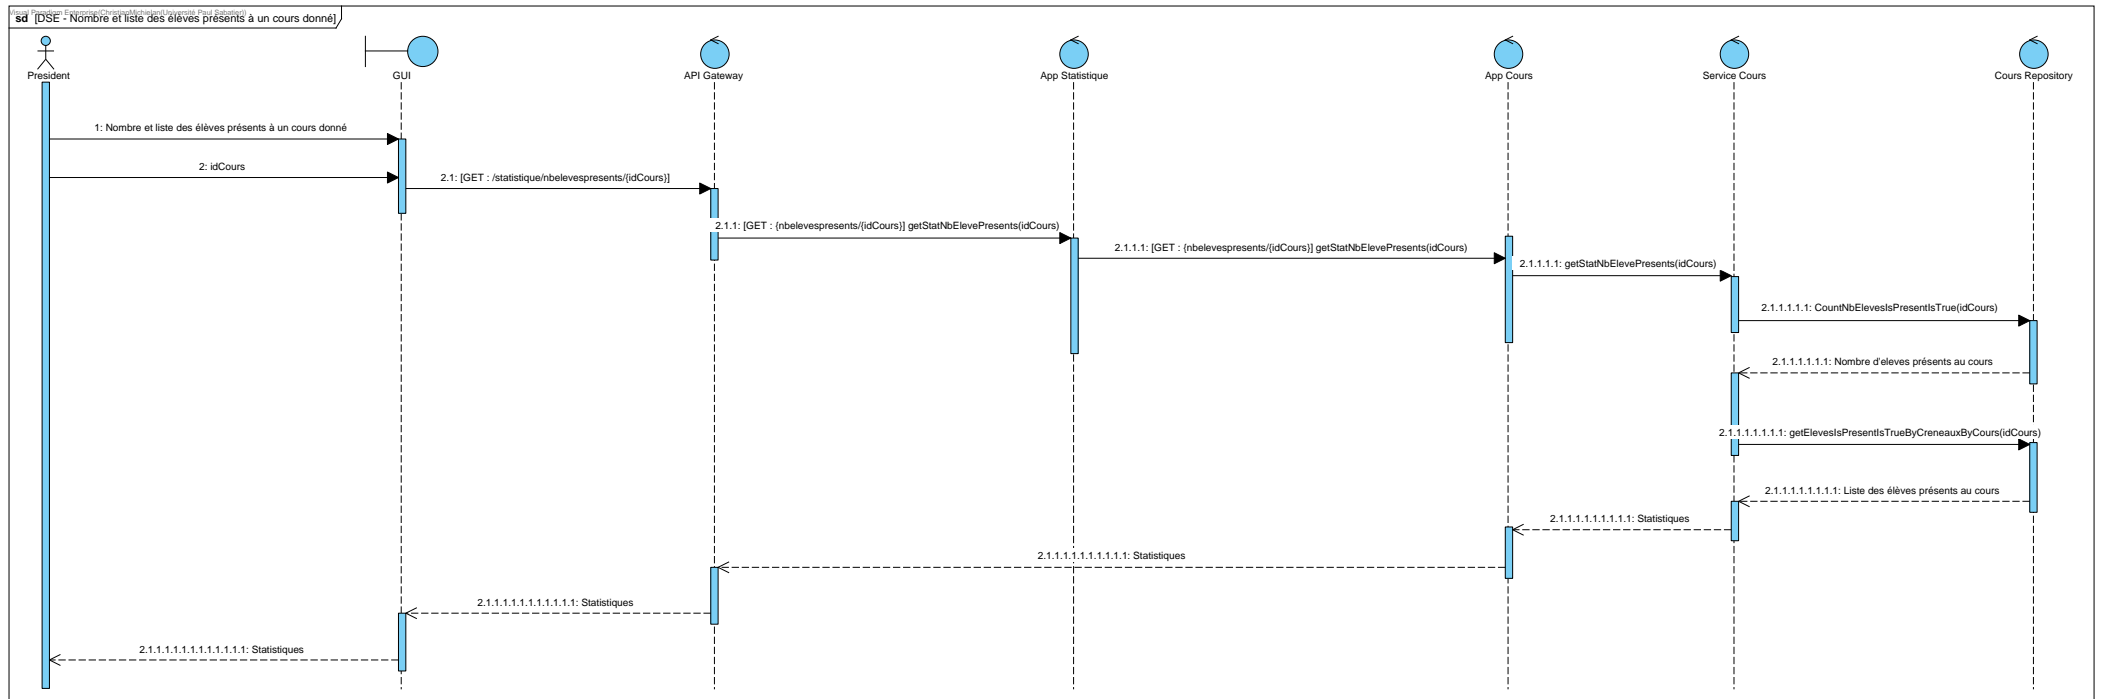 Visual Paradigm Enterprise(ChristianMichielan(Université Paul Sabatier))
sd [DSE - Nombre et liste des élèves présents à un cours donné]
President
GUI
API Gateway
App Statistique
App Cours
Service Cours
Cours Repository
1: Nombre et liste des élèves présents à un cours donné
2: idCours
2.1: [GET : /statistique/nbelevespresents/{idCours}]
2.1.1: [GET : {nbelevespresents/{idCours}] getStatNbElevePresents(idCours)
2.1.1.1: [GET : {nbelevespresents/{idCours}] getStatNbElevePresents(idCours)
2.1.1.1.1: getStatNbElevePresents(idCours)
2.1.1.1.1.1: CountNbElevesIsPresentIsTrue(idCours)
2.1.1.1.1.1.1: Nombre d'eleves présents au cours
2.1.1.1.1.1.1.1: getElevesIsPresentIsTrueByCreneauxByCours(idCours)
2.1.1.1.1.1.1.1.1: Liste des élèves présents au cours
2.1.1.1.1.1.1.1.1.1: Statistiques
2.1.1.1.1.1.1.1.1.1.1: Statistiques
2.1.1.1.1.1.1.1.1.1.1.1: Statistiques
2.1.1.1.1.1.1.1.1.1.1.1.1: Statistiques